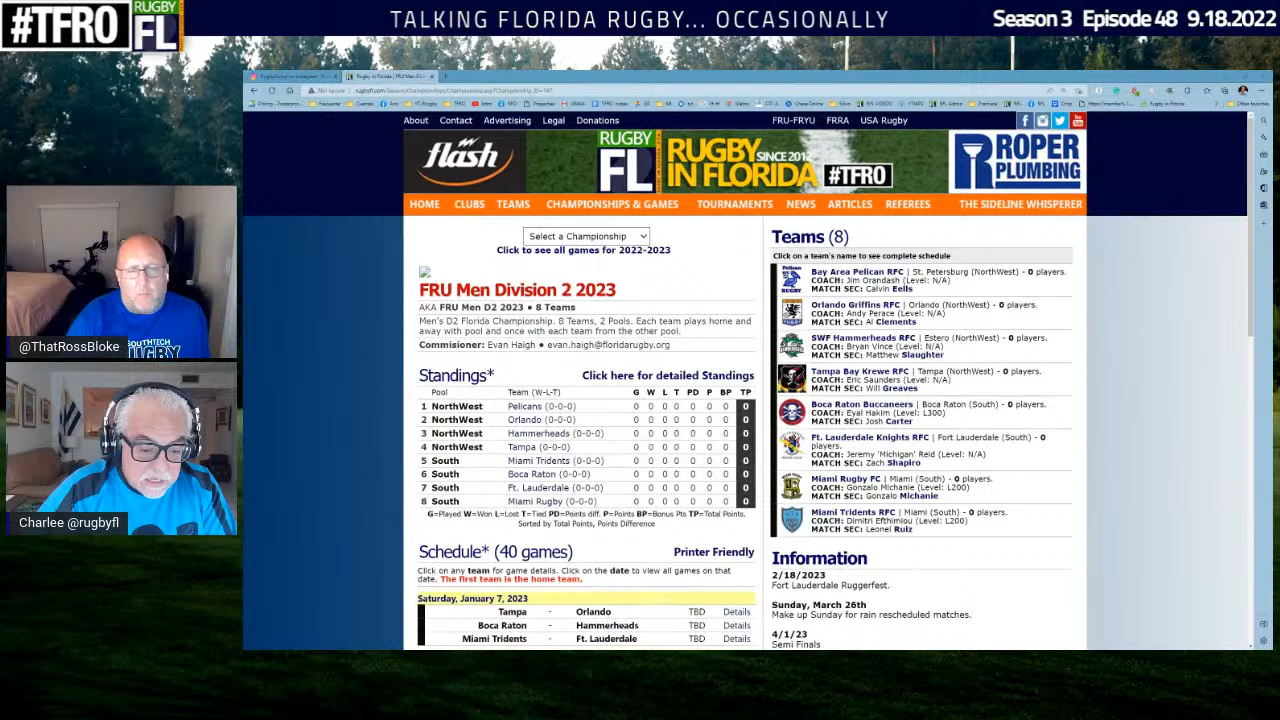 #TFRO RUGBY FL
TALKING FLORIDA RUGBY... OCCASIONALLY
Season 3 Episode 48 9.18.2022
@ThatRossBloke
SOUTHTECH
RUGBY
Charlee @rugbyfl
About Contact Advertising Legal Donations
FRU-FRYU FRRA USA Rugby
flash
RUGBY FL
RUGBY SINCE 2012
IN FLORIDA #TFRO
ROPER
PLUMBING
HOME CLUBS TEAMS CHAMPIONSHIPS & GAMES TOURNAMENTS NEWS ARTICLES REFEREES THE SIDELINE WHISPERER
Select a Championship
Click to see all games for 2022-2023
FRU Men Division 2 2023
AKA FRU Men D2 2023 ● 8 Teams
Men's D2 Florida Championship. 8 Teams, 2 Pools. Each team plays home and
away with pool and once with each team from the other pool.
Commisioner: Evan Haigh ● evan.haigh@floridarugby.org
Standings* Click here for detailed Standings
Pool Team (W-L-T) G W L T PD P BP TP
1 NorthWest Pelicans (0-0-0) 0 0 0 0 0 0 0 0
2 NorthWest Orlando (0-0-0) 0 0 0 0 0 0 0 0
3 NorthWest Hammerheads (0-0-0) 0 0 0 0 0 0 0 0
4 NorthWest Tampa (0-0-0) 0 0 0 0 0 0 0 0
5 South Miami Tridents (0-0-0) 0 0 0 0 0 0 0 0
6 South Boca Raton (0-0-0) 0 0 0 0 0 0 0 0
7 South Ft. Lauderdale (0-0-0) 0 0 0 0 0 0 0 0
8 South Miami Rugby (0-0-0) 0 0 0 0 0 0 0 0
G=Played W=Won L=Lost T=Tied PD=Points diff. P=Points BP=Bonus Pts TP=Total Points.
Sorted by Total Points, Points Difference
Schedule* (40 games) Printer Friendly
Click on any team for game details. Click on the date to view all games on that
date. The first team is the home team.
Saturday, January 7, 2023
Tampa - Orlando TBD Details
Boca Raton - Hammerheads TBD Details
Miami Tridents - Ft. Lauderdale TBD Details
Teams (8)
Click on a team's name to see complete schedule
Bay Area Pelican RFC | St. Petersburg (NorthWest) - 0 players.
COACH: Jim Orandash (Level: N/A)
MATCH SEC: Calvin Eells
Orlando Griffins RFC | Orlando (NorthWest) - 0 players.
COACH: Andy Perace (Level: N/A)
MATCH SEC: Al Clements
SWF Hammerheads RFC | Estero (NorthWest) - 0 players.
COACH: Bryan Vince (Level: N/A)
MATCH SEC: Matthew Slaughter
Tampa Bay Krewe RFC | Tampa (NorthWest) - 0 players.
COACH: Eric Saunders (Level: N/A)
MATCH SEC: Will Greaves
Boca Raton Buccaneers | Boca Raton (South) - 0 players.
COACH: Eyal Hakim (Level: L300)
MATCH SEC: Josh Carter
Ft. Lauderdale Knights RFC | Fort Lauderdale (South) - 0
players.
COACH: Jeremy 'Michigan' Reid (Level: N/A)
MATCH SEC: Zach Shapiro
Miami Rugby FC | Miami (South) - 0 players.
COACH: Gonzalo Michanie (Level: L200)
MATCH SEC: Gonzalo Michanie
Miami Tridents RFC | Miami (South) - 0 players.
COACH: Dimitri Efthimiou (Level: L200)
MATCH SEC: Leonel Ruiz
Information
2/18/2023
Fort Lauderdale Ruggerfest.
Sunday, March 26th
Make up Sunday for rain rescheduled matches.
4/1/23
Semi Finals